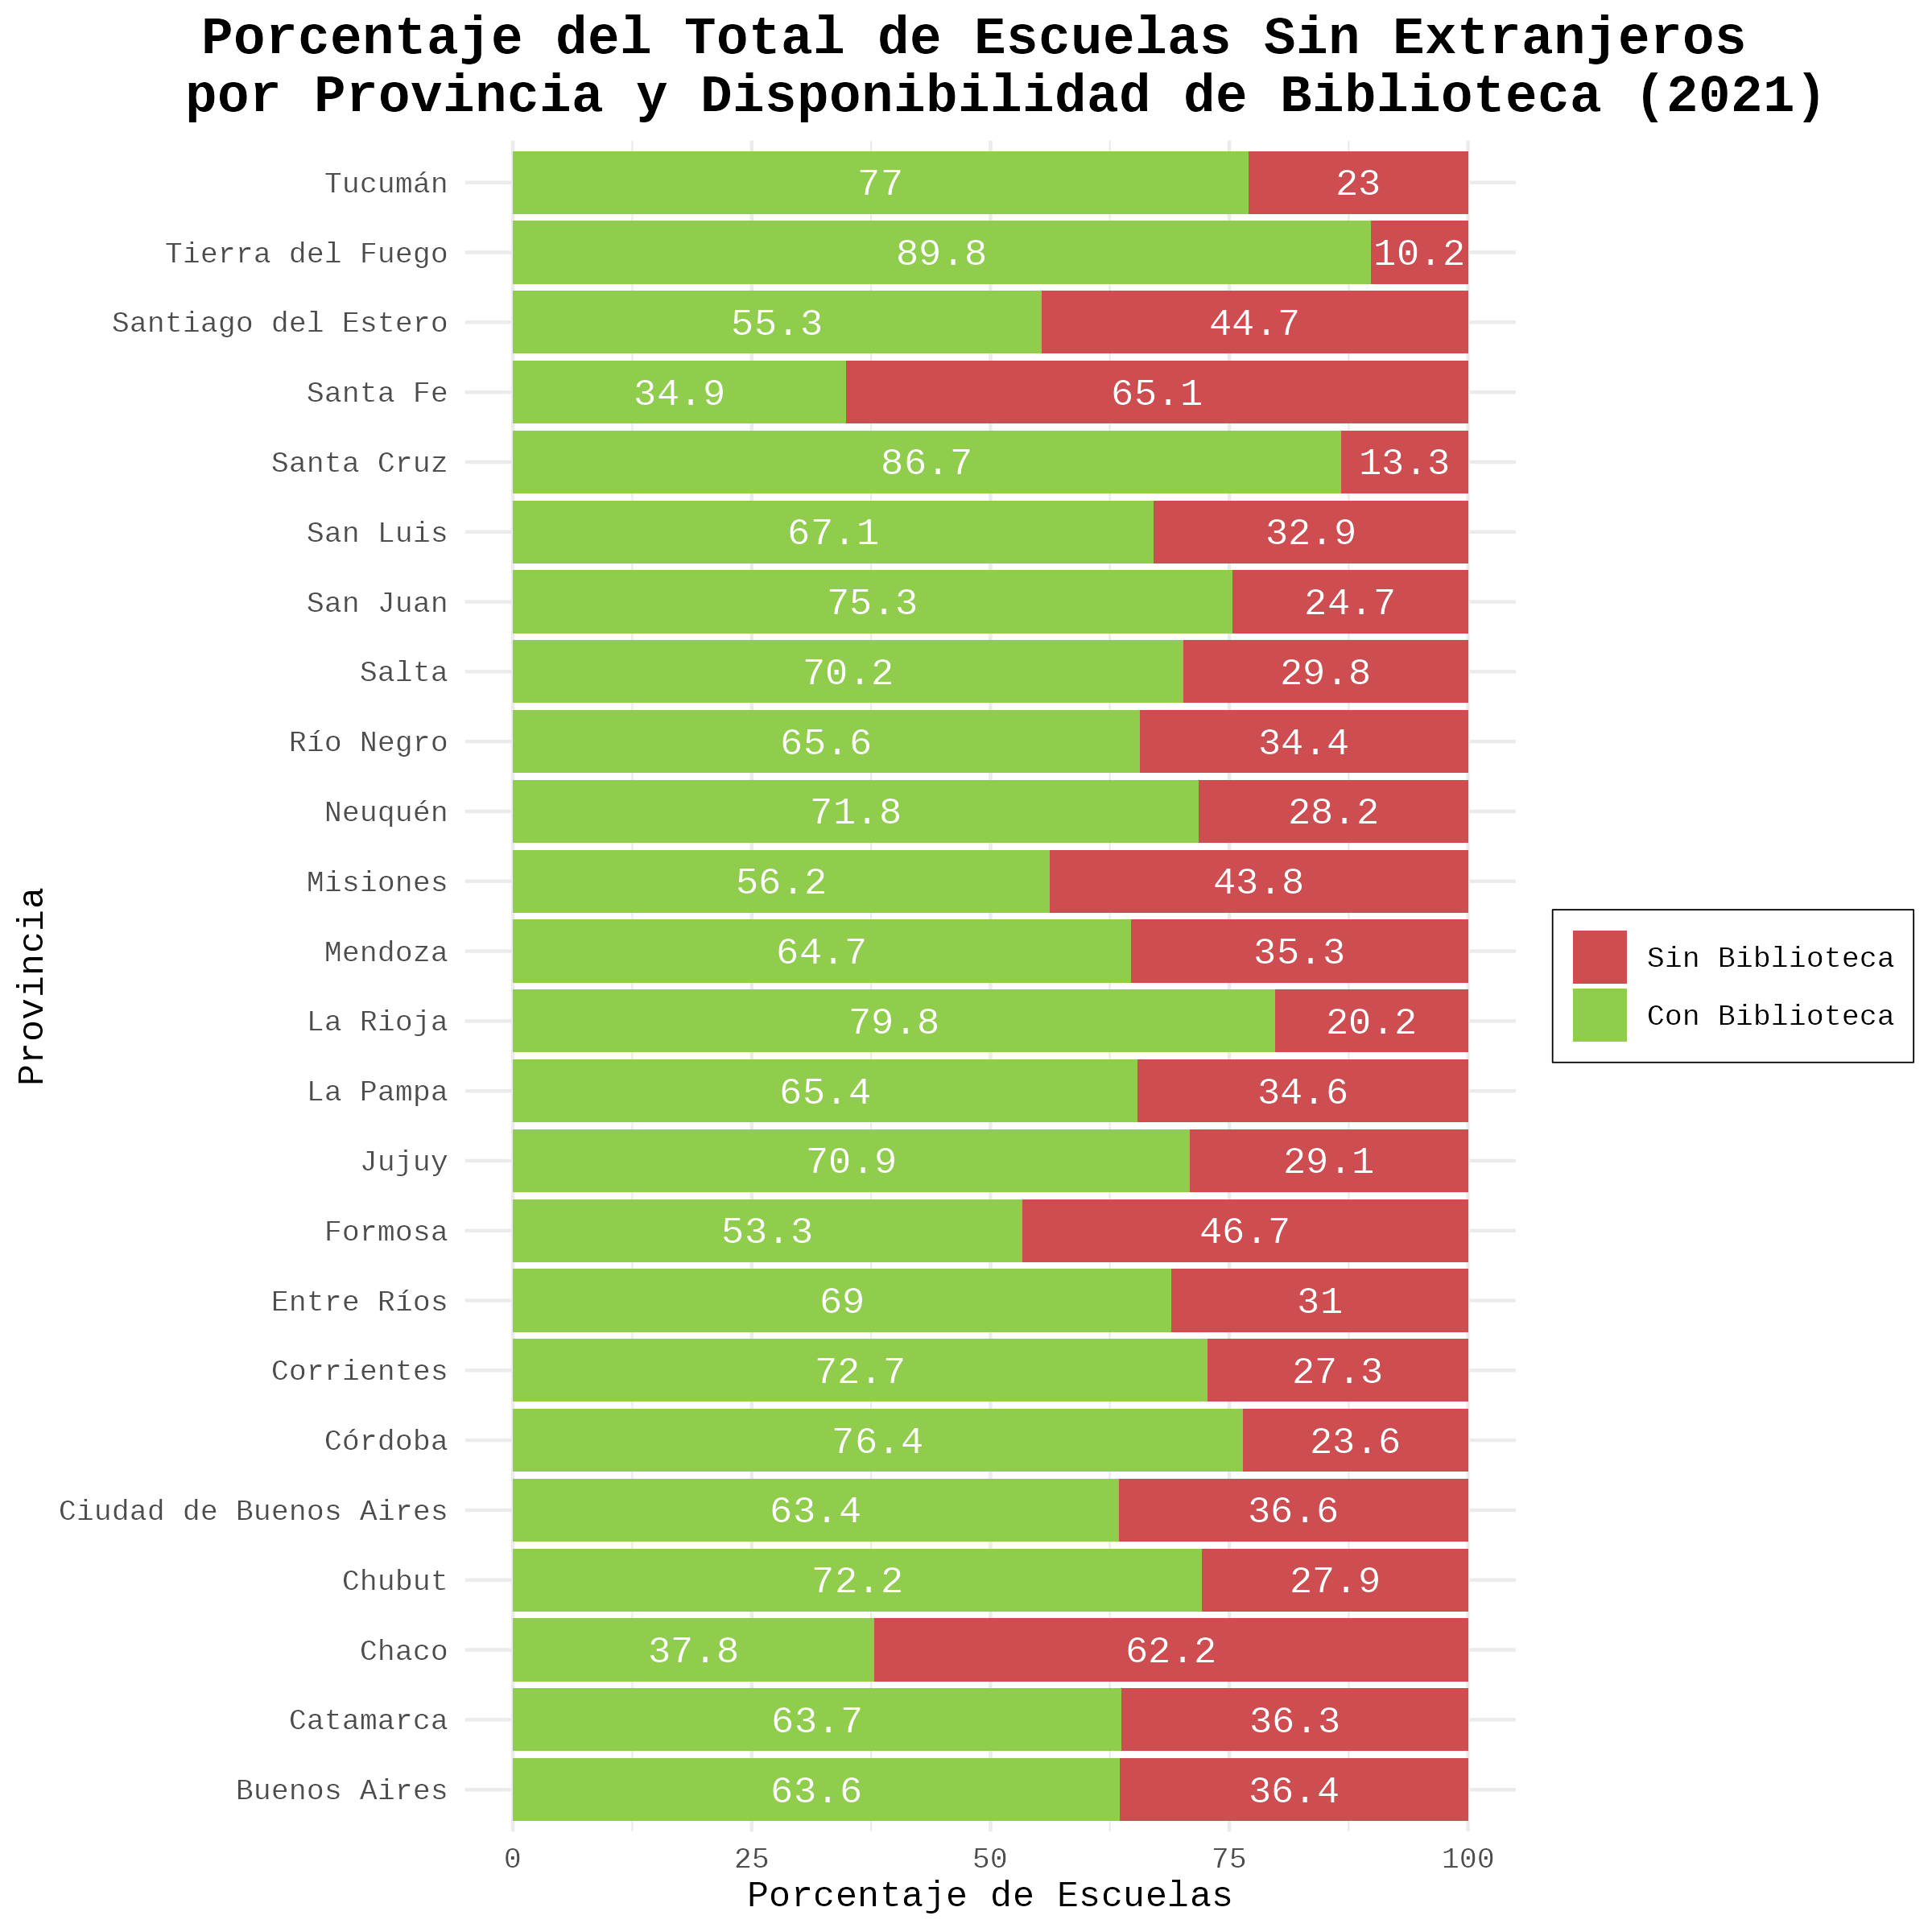 Porcentaje del Total de Escuelas Sin Extranjeros
por Provincia y Disponibilidad de Biblioteca (2021)
Tucumán 77 23
Tierra del Fuego 89.8 10.2
Santiago del Estero 55.3 44.7
Santa Fe 34.9 65.1
Santa Cruz 86.7 13.3
San Luis 67.1 32.9
San Juan 75.3 24.7
Salta 70.2 29.8
Río Negro 65.6 34.4
Neuquén 71.8 28.2
Misiones 56.2 43.8
Mendoza 64.7 35.3
La Rioja 79.8 20.2
La Pampa 65.4 34.6
Jujuy 70.9 29.1
Formosa 53.3 46.7
Entre Ríos 69 31
Corrientes 72.7 27.3
Córdoba 76.4 23.6
Ciudad de Buenos Aires 63.4 36.6
Chubut 72.2 27.9
Chaco 37.8 62.2
Catamarca 63.7 36.3
Buenos Aires 63.6 36.4
0 25 50 75 100
Porcentaje de Escuelas
Provincia
Sin Biblioteca
Con Biblioteca